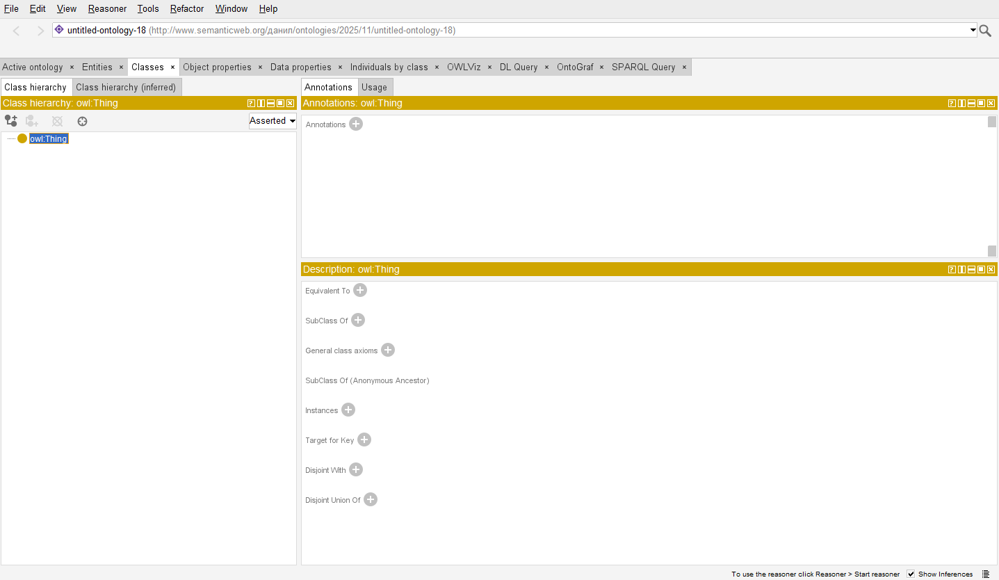 File Edit View Reasoner Tools Refactor Window Help
untitled-ontology-18 (http://www.semanticweb.org/данил/ontologies/2025/11/untitled-ontology-18)
Active ontology × Entities × Classes × Object properties × Data properties × Individuals by class × OWLViz × DL Query × OntoGraf × SPARQL Query ×
Class hierarchy Class hierarchy (inferred)
Class hierarchy: owl:Thing
Asserted
owl:Thing
Annotations Usage
Annotations: owl:Thing
Annotations
Description: owl:Thing
Equivalent To
SubClass Of
General class axioms
SubClass Of (Anonymous Ancestor)
Instances
Target for Key
Disjoint With
Disjoint Union Of
To use the reasoner click Reasoner > Start reasoner Show Inferences